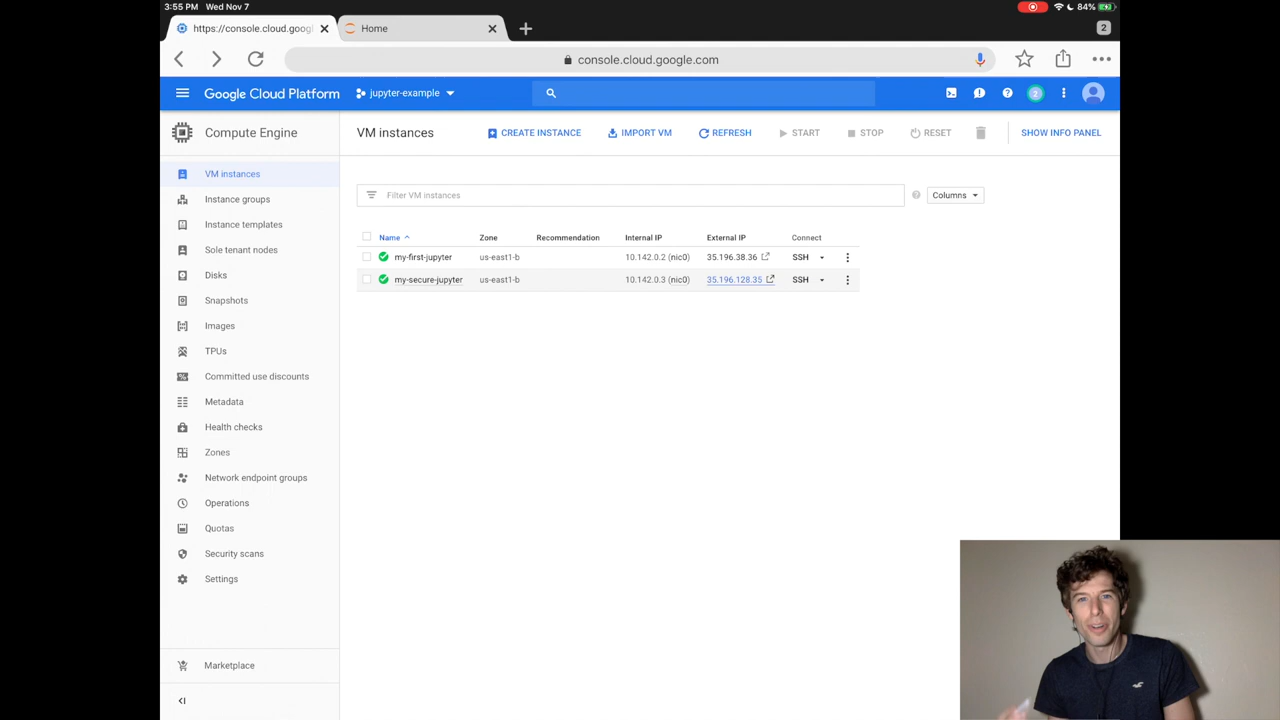 3:55 PM Wed Nov 7
84%
https://console.cloud.goog
Home
2
console.cloud.google.com
Google Cloud Platform
jupyter-example
2
Compute Engine
VM instances
CREATE INSTANCE
IMPORT VM
REFRESH
START
STOP
RESET
SHOW INFO PANEL
VM instances
Instance groups
Instance templates
Sole tenant nodes
Disks
Snapshots
Images
TPUs
Committed use discounts
Metadata
Health checks
Zones
Network endpoint groups
Operations
Quotas
Security scans
Settings
Marketplace
Filter VM instances
Columns
Name Zone Recommendation Internal IP External IP Connect
my-first-jupyter us-east1-b 10.142.0.2 (nic0) 35.196.38.36 SSH
my-secure-jupyter us-east1-b 10.142.0.3 (nic0) 35.196.128.35 SSH